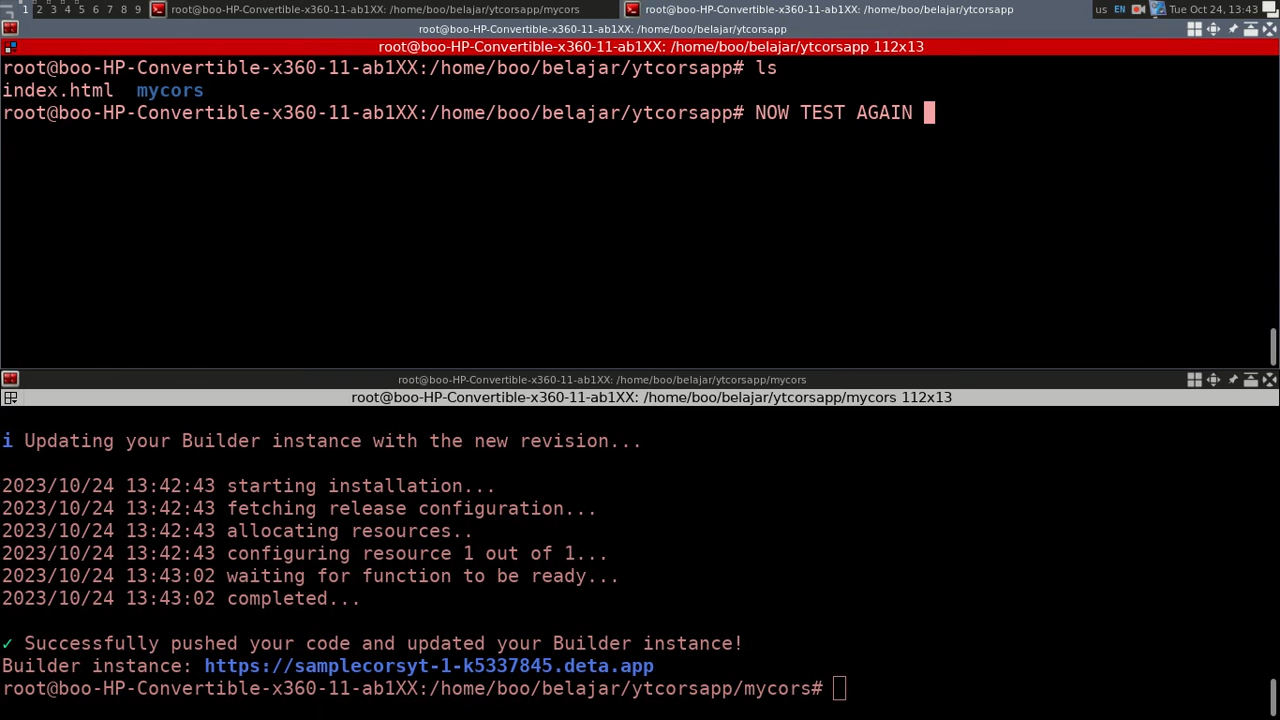 1 2 3 4 5 6 7 8 9 root@boo-HP-Convertible-x360-11-ab1XX: /home/boo/belajar/ytcorsapp/mycors root@boo-HP-Convertible-x360-11-ab1XX: /home/boo/belajar/ytcorsapp us EN Tue Oct 24, 13:43
root@boo-HP-Convertible-x360-11-ab1XX: /home/boo/belajar/ytcorsapp
root@boo-HP-Convertible-x360-11-ab1XX: /home/boo/belajar/ytcorsapp 112x13
root@boo-HP-Convertible-x360-11-ab1XX:/home/boo/belajar/ytcorsapp# ls
index.html mycors
root@boo-HP-Convertible-x360-11-ab1XX:/home/boo/belajar/ytcorsapp# NOW TEST AGAIN
root@boo-HP-Convertible-x360-11-ab1XX: /home/boo/belajar/ytcorsapp/mycors
root@boo-HP-Convertible-x360-11-ab1XX: /home/boo/belajar/ytcorsapp/mycors 112x13
i Updating your Builder instance with the new revision...
2023/10/24 13:42:43 starting installation...
2023/10/24 13:42:43 fetching release configuration...
2023/10/24 13:42:43 allocating resources..
2023/10/24 13:42:43 configuring resource 1 out of 1...
2023/10/24 13:43:02 waiting for function to be ready...
2023/10/24 13:43:02 completed...
✓ Successfully pushed your code and updated your Builder instance!
Builder instance: https://samplecorsyt-1-k5337845.deta.app
root@boo-HP-Convertible-x360-11-ab1XX:/home/boo/belajar/ytcorsapp/mycors#